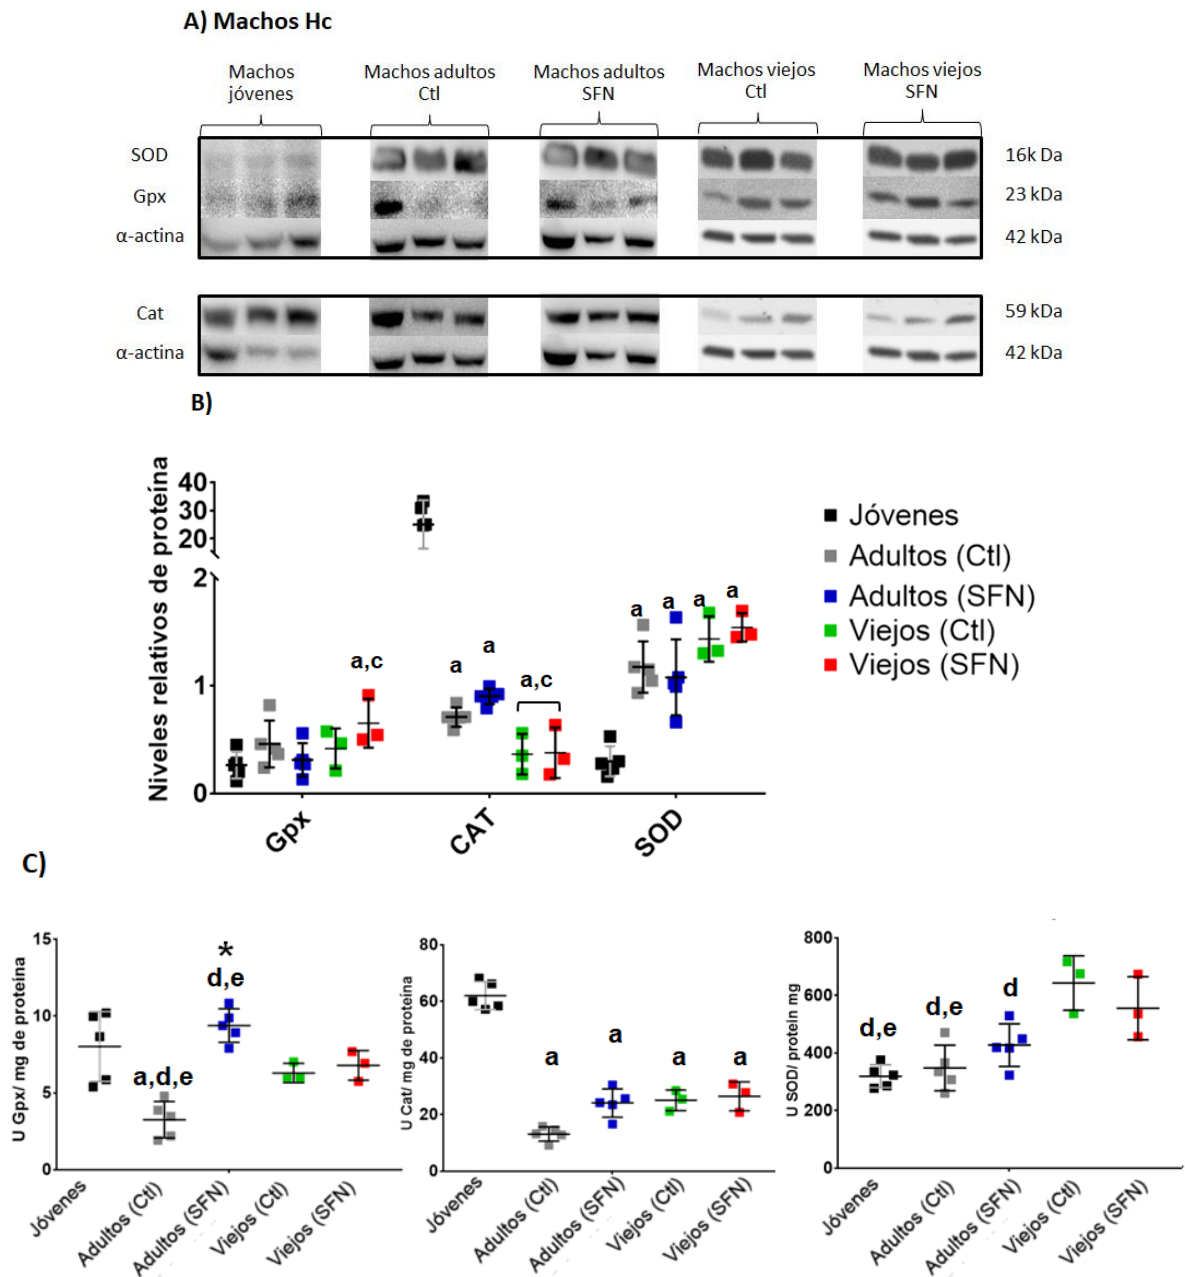 A) Machos Hc
Machos jóvenes
Machos adultos Ctl
Machos adultos SFN
Machos viejos Ctl
Machos viejos SFN
SOD
16k Da
Gpx
23 kDa
α-actina
42 kDa
Cat
59 kDa
α-actina
42 kDa
B)
Niveles relativos de proteína
40
30
20
2
1
0
a,c
a
a
a,c
a
a
a
a
Gpx
CAT
SOD
Jóvenes
Adultos (Ctl)
Adultos (SFN)
Viejos (Ctl)
Viejos (SFN)
C)
U Gpx/ mg de proteína
15
10
5
0
a,d,e
*
d,e
Jóvenes
Adultos (Ctl)
Adultos (SFN)
Viejos (Ctl)
Viejos (SFN)
U Cat/ mg de proteína
80
60
40
20
0
a
a
a
a
Jóvenes
Adultos (Ctl)
Adultos (SFN)
Viejos (Ctl)
Viejos (SFN)
U SOD/ protein mg
800
600
400
200
0
d,e
d,e
d
Jóvenes
Adultos (Ctl)
Adultos (SFN)
Viejos (Ctl)
Viejos (SFN)